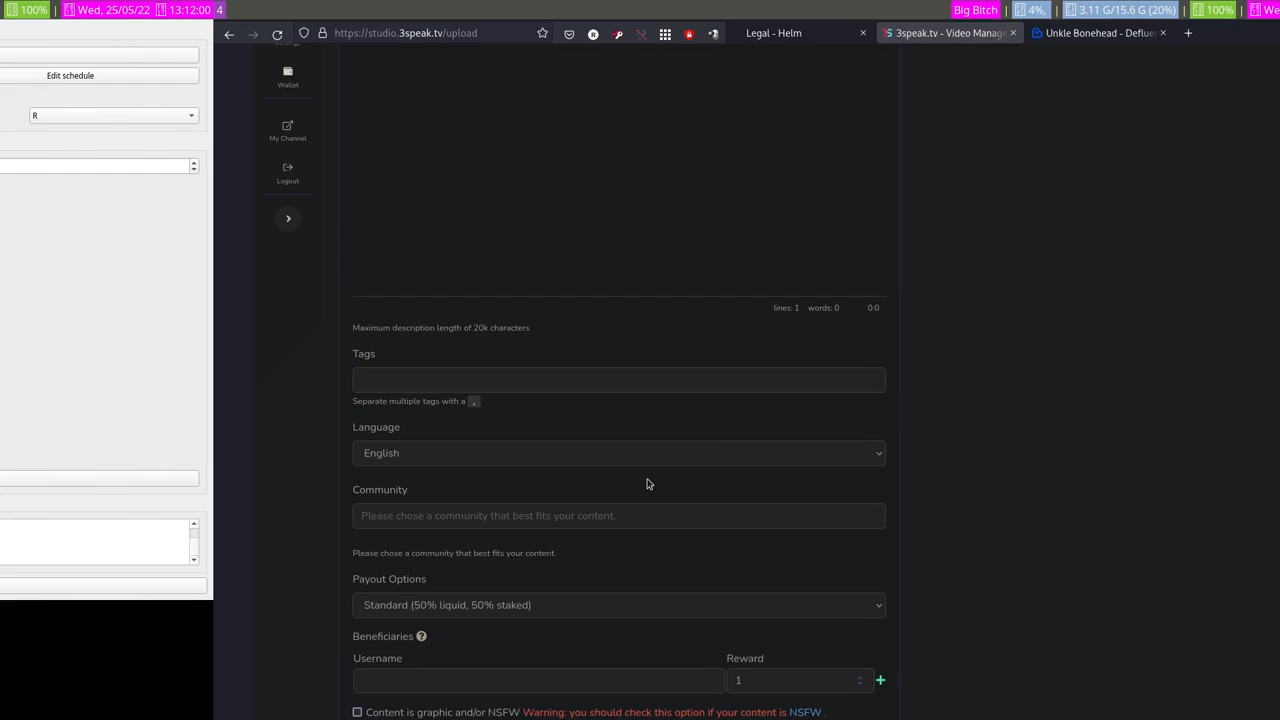 100% | Wed, 25/05/22 | 13:12:00 4
Big Bitch | 4%, | 3.11 G/15.6 G (20%) | 100% | We
https://studio.3speak.tv/upload
Legal - Helm
3speak.tv - Video Manage
Unkle Bonehead - Defluer
Edit schedule
R
Wallet
My Channel
Logout
lines: 1 words: 0 0:0
Maximum description length of 20k characters
Tags
Separate multiple tags with a ,
Language
English
Community
Please chose a community that best fits your content.
Please chose a community that best fits your content.
Payout Options
Standard (50% liquid, 50% staked)
Beneficiaries ?
Username
Reward
1
Content is graphic and/or NSFW Warning: you should check this option if your content is NSFW .